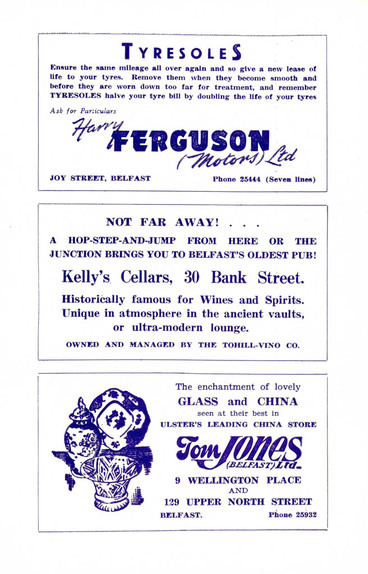 TYRESOLES
Ensure the same mileage all over again and so give a new lease of
life to your tyres. Remove them when they become smooth and
before they are worn down too far for treatment, and remember
TYRESOLES halve your tyre bill by doubling the life of your tyres
Ask for Particulars
Harry
FERGUSON
(Motors) Ltd
JOY STREET, BELFAST Phone 25444 (Seven lines)
NOT FAR AWAY! . . .
A HOP-STEP-AND-JUMP FROM HERE OR THE
JUNCTION BRINGS YOU TO BELFAST'S OLDEST PUB!
Kelly's Cellars, 30 Bank Street.
Historically famous for Wines and Spirits.
Unique in atmosphere in the ancient vaults,
or ultra-modern lounge.
OWNED AND MANAGED BY THE TOHILL-VINO CO.
The enchantment of lovely
GLASS and CHINA
seen at their best in
ULSTER'S LEADING CHINA STORE
Tom JONES
(BELFAST) Ltd.
9 WELLINGTON PLACE
AND
129 UPPER NORTH STREET
BELFAST. Phone 25932